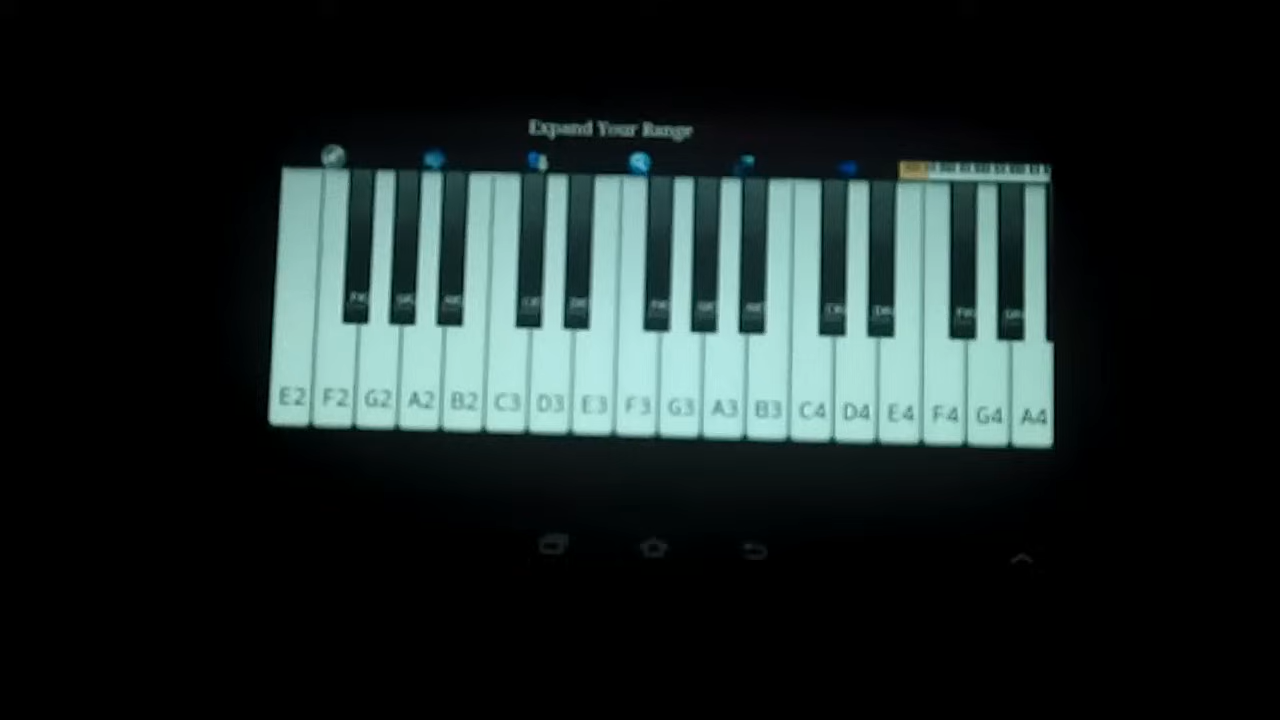 Expand Your Range
F# G# A# C# D# F# G# A# C# D# F# G#
E2 F2 G2 A2 B2 C3 D3 E3 F3 G3 A3 B3 C4 D4 E4 F4 G4 A4